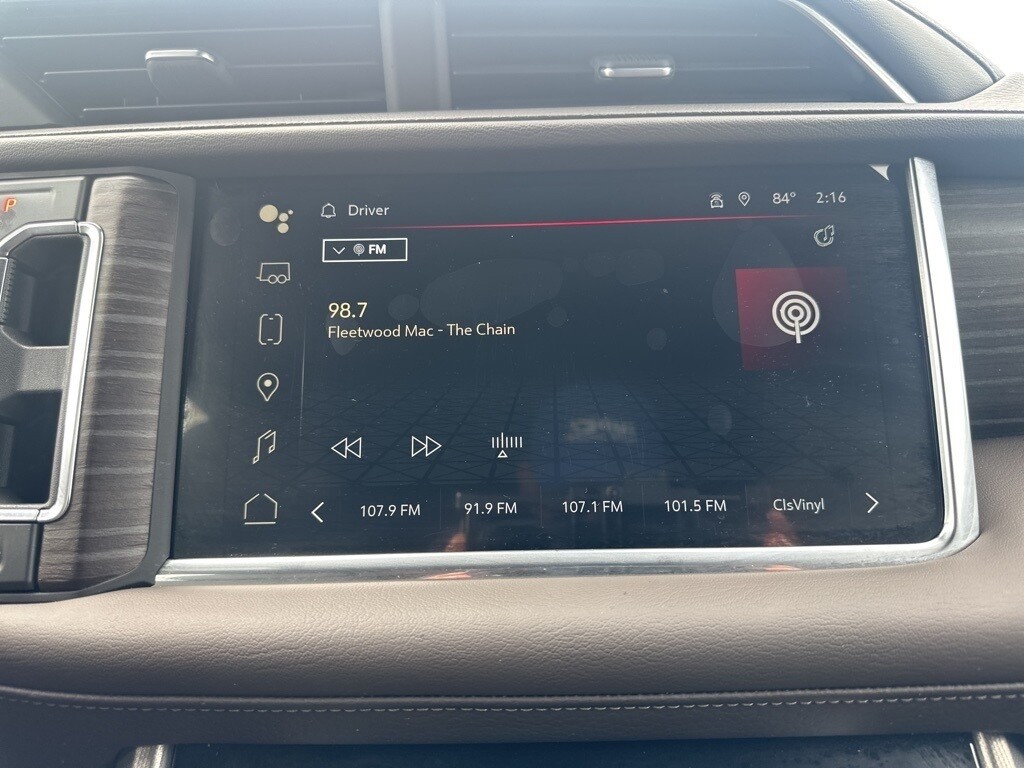 P
Driver
84° 2:16
FM
98.7
Fleetwood Mac - The Chain
107.9 FM 91.9 FM 107.1 FM 101.5 FM ClsVinyl